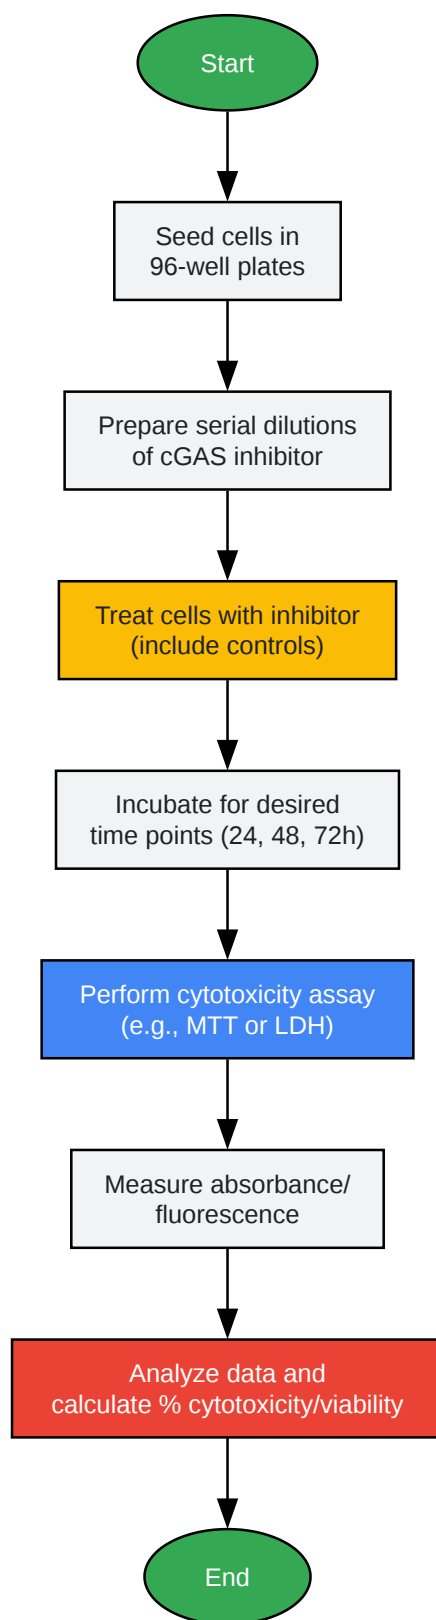 Start
Seed cells in
96-well plates
Prepare serial dilutions
of cGAS inhibitor
Treat cells with inhibitor
(include controls)
Incubate for desired
time points (24, 48, 72h)
Perform cytotoxicity assay
(e.g., MTT or LDH)
Measure absorbance/
fluorescence
Analyze data and
calculate % cytotoxicity/viability
End